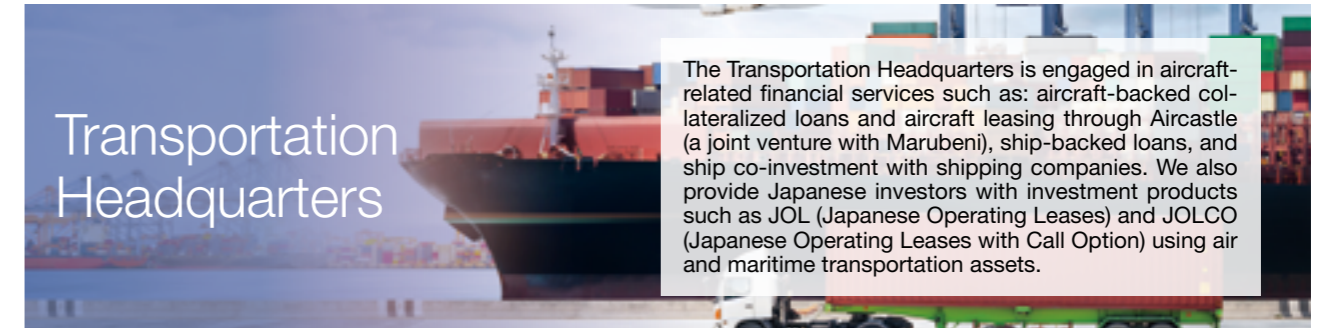 Transportation
Headquarters
The Transportation Headquarters is engaged in aircraft-
related financial services such as: aircraft-backed col-
lateralized loans and aircraft leasing through Aircastle
(a joint venture with Marubeni), ship-backed loans, and
ship co-investment with shipping companies. We also
provide Japanese investors with investment products
such as JOL (Japanese Operating Leases) and JOLCO
(Japanese Operating Leases with Call Option) using air
and maritime transportation assets.